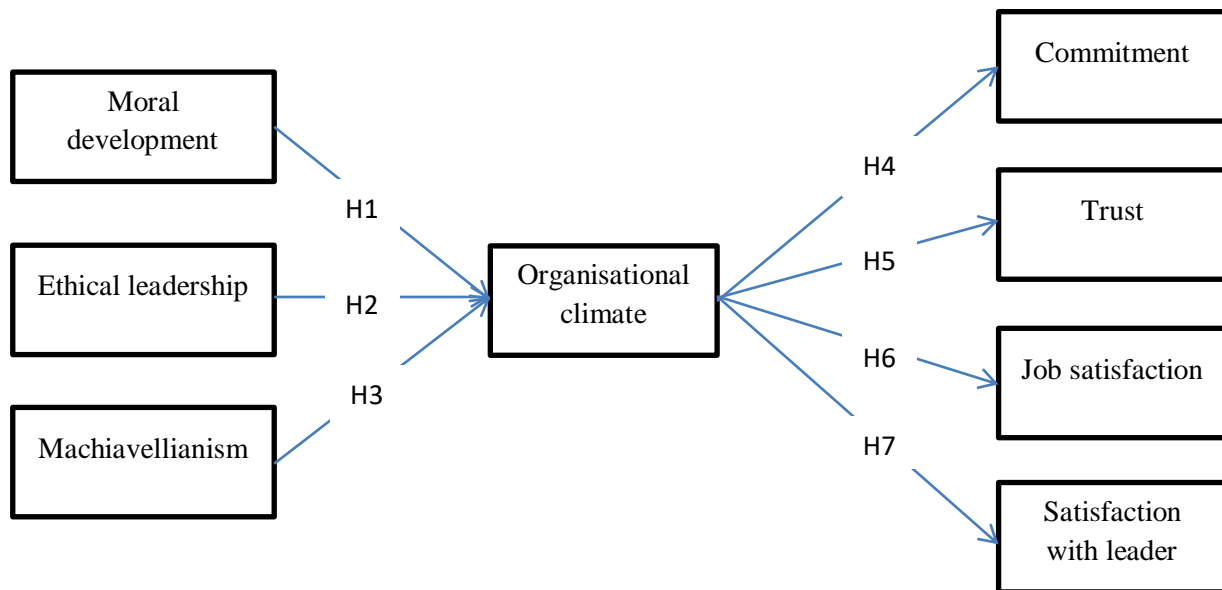 Moral
development
H1
Ethical leadership
H2
Machiavellianism
H3
Organisational
climate
H4
Commitment
H5
Trust
H6
Job satisfaction
H7
Satisfaction
with leader